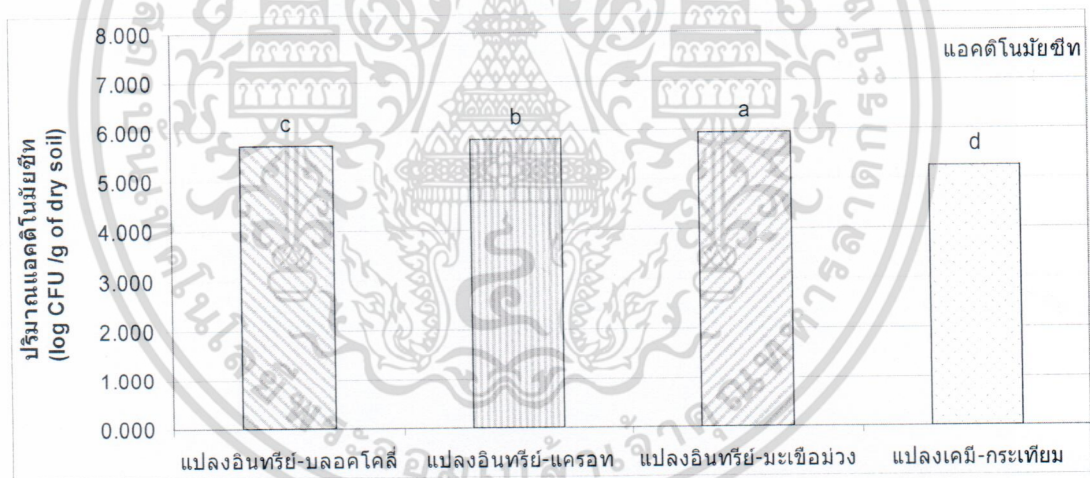 แอคติโนมัยซีท
ปริมาณแอคติโนมัยซีท
(log CFU /g of dry soil)
8.000
7.000
6.000
5.000
4.000
3.000
2.000
1.000
0.000
c
b
a
d
แปลงอินทรีย์-บลอคโคลี่
แปลงอินทรีย์-แครอท
แปลงอินทรีย์-มะเขือม่วง
แปลงเคมี-กระเทียม